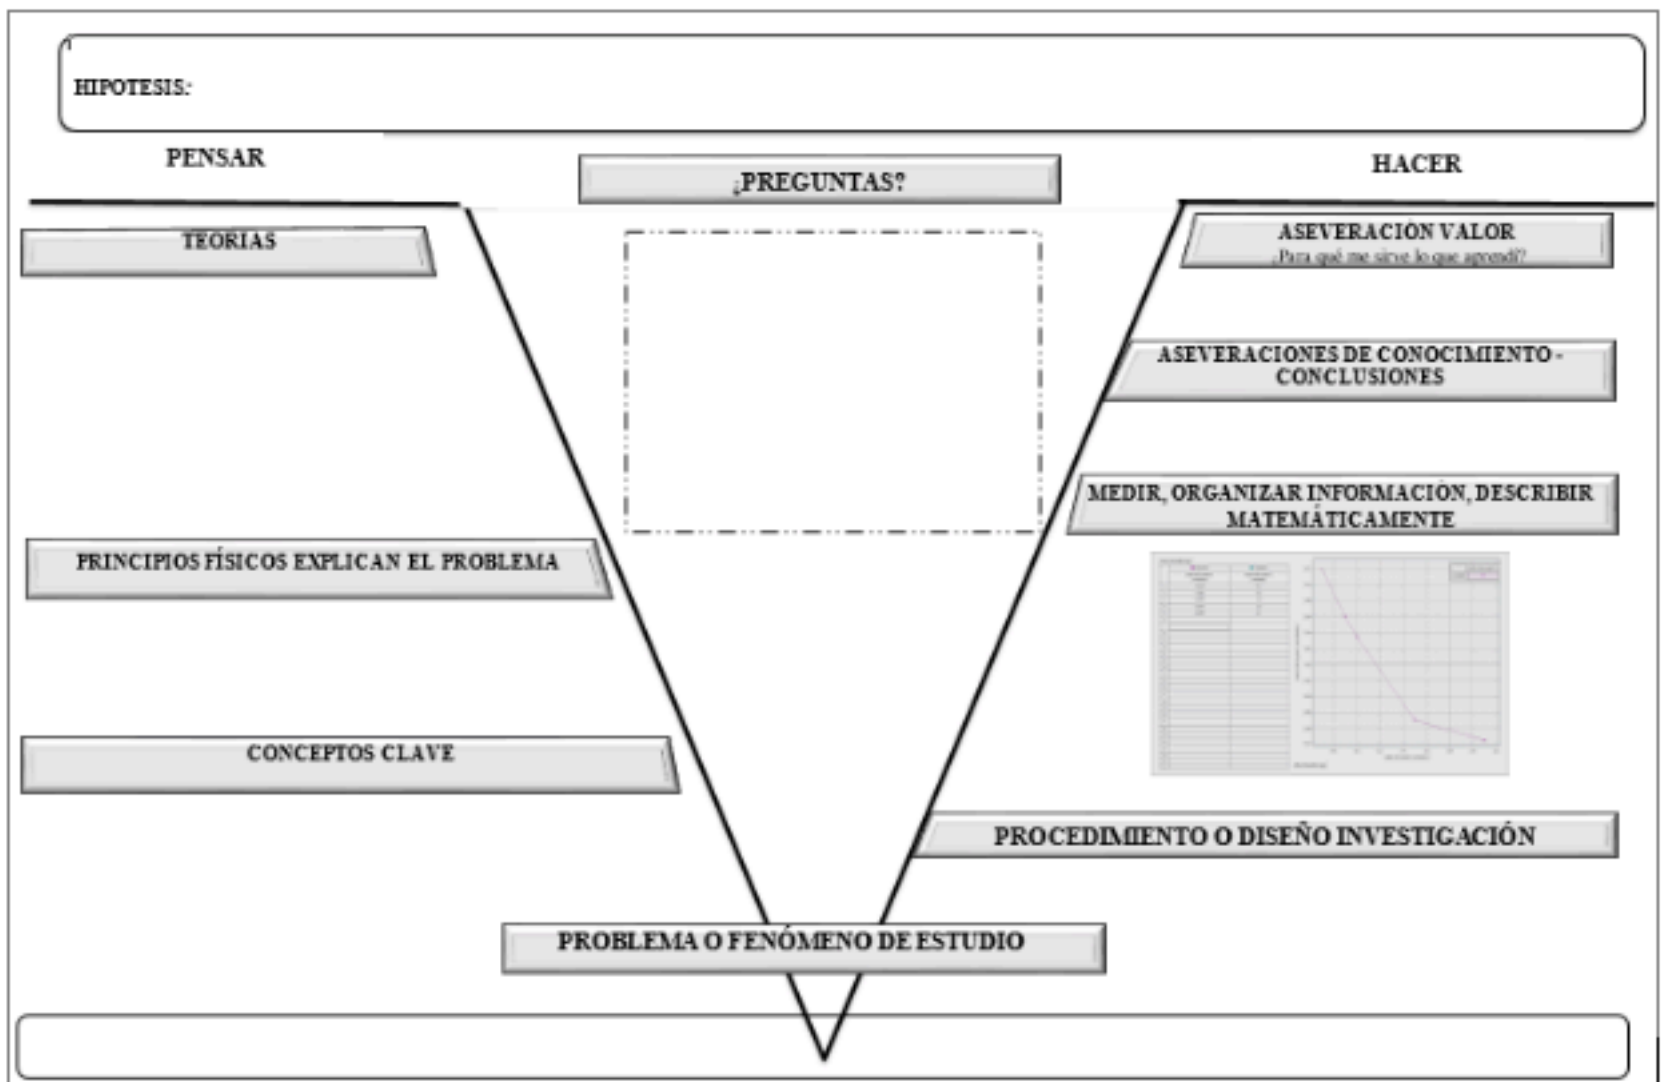 HIPOTESIS:
PENSAR
¿PREGUNTAS?
HACER
TEORIAS
ASEVERACIÓN VALOR
¿Para qué me sirve lo que aprendí?
ASEVERACIONES DE CONOCIMIENTO -
CONCLUSIONES
MEDIR, ORGANIZAR INFORMACIÓN, DESCRIBIR
MATEMÁTICAMENTE
PRINCIPIOS FÍSICOS EXPLICAN EL PROBLEMA
CONCEPTOS CLAVE
PROCEDIMIENTO O DISEÑO INVESTIGACIÓN
PROBLEMA O FENÓMENO DE ESTUDIO